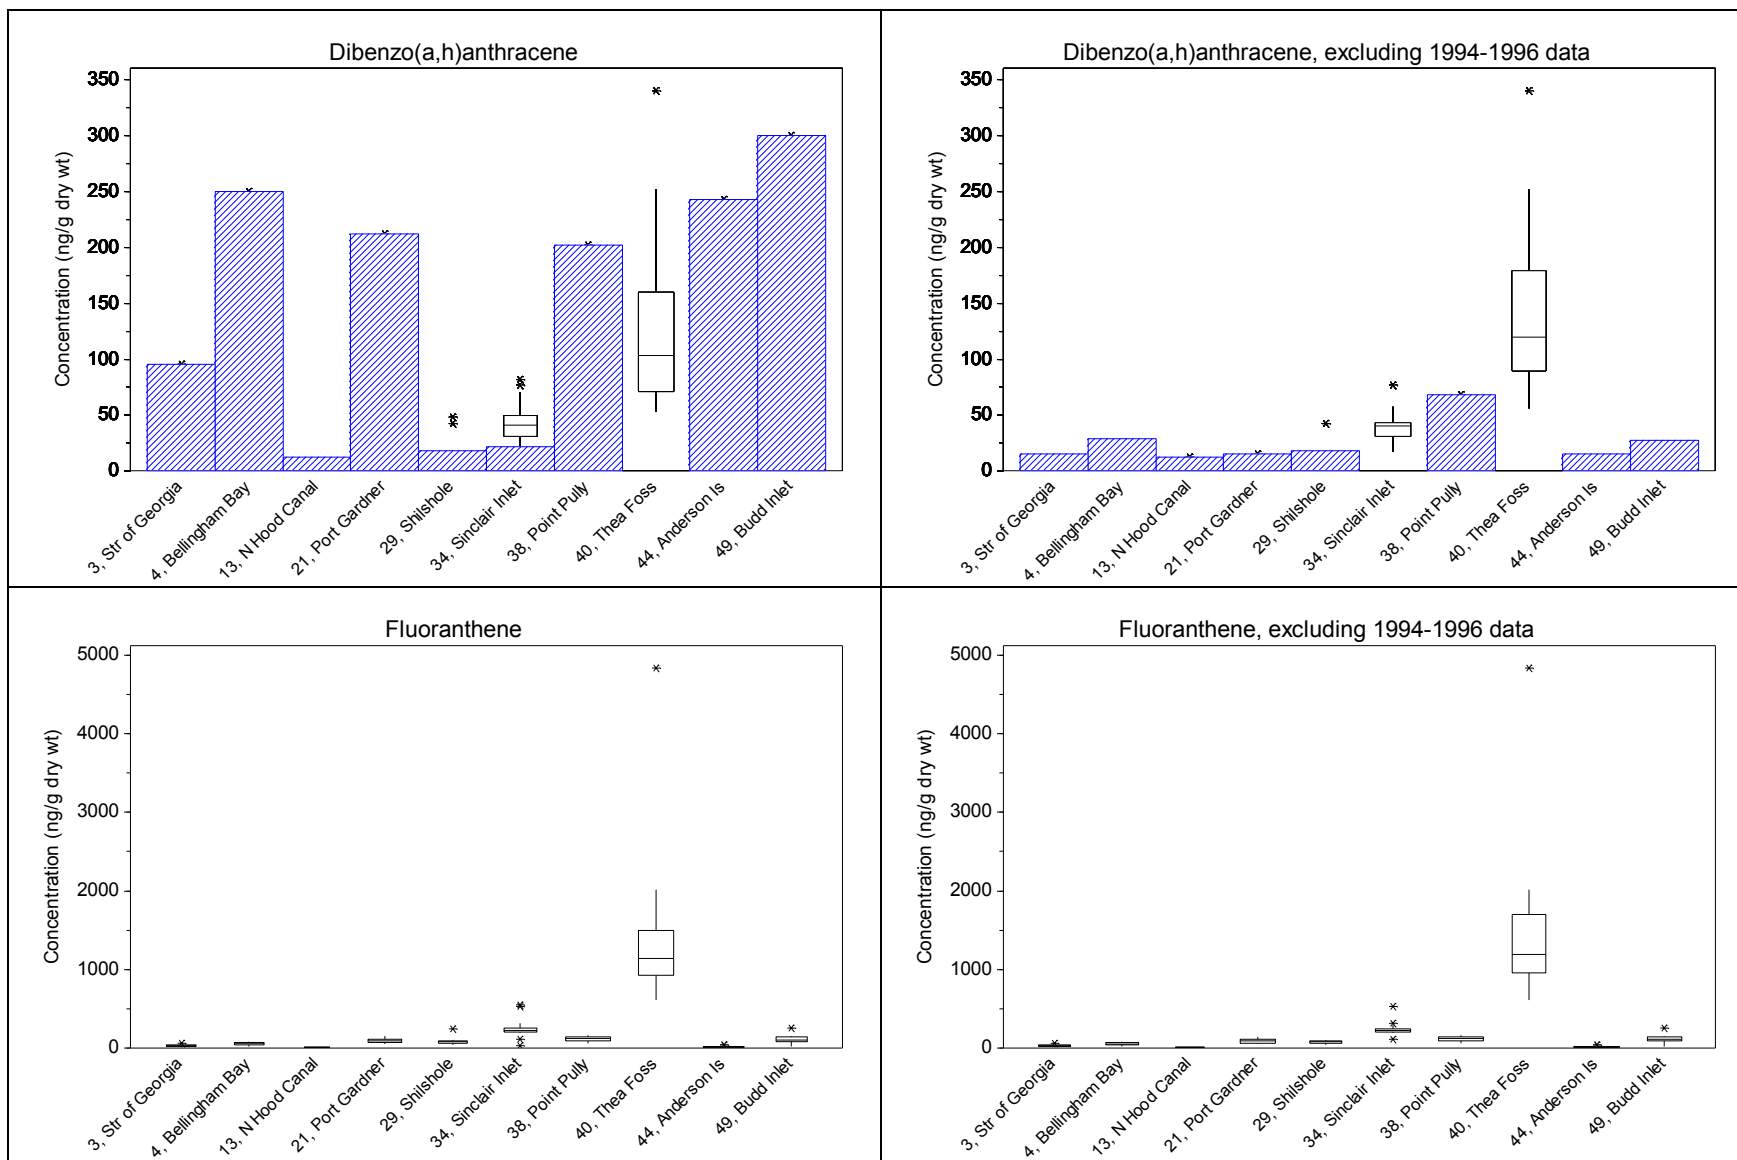 Dibenzo(a,h)anthracene
Concentration (ng/g dry wt)
350
300
250
200
150
100
50
0
3, Str of Georgia
4, Bellingham Bay
13, N Hood Canal
21, Port Gardner
29, Shilshole
34, Sinclair Inlet
38, Point Pully
40, Thea Foss
44, Anderson Is
49, Budd Inlet
Dibenzo(a,h)anthracene, excluding 1994-1996 data
Concentration (ng/g dry wt)
350
300
250
200
150
100
50
0
3, Str of Georgia
4, Bellingham Bay
13, N Hood Canal
21, Port Gardner
29, Shilshole
34, Sinclair Inlet
38, Point Pully
40, Thea Foss
44, Anderson Is
49, Budd Inlet
Fluoranthene
Concentration (ng/g dry wt)
5000
4000
3000
2000
1000
0
3, Str of Georgia
4, Bellingham Bay
13, N Hood Canal
21, Port Gardner
29, Shilshole
34, Sinclair Inlet
38, Point Pully
40, Thea Foss
44, Anderson Is
49, Budd Inlet
Fluoranthene, excluding 1994-1996 data
Concentration (ng/g dry wt)
5000
4000
3000
2000
1000
0
3, Str of Georgia
4, Bellingham Bay
13, N Hood Canal
21, Port Gardner
29, Shilshole
34, Sinclair Inlet
38, Point Pully
40, Thea Foss
44, Anderson Is
49, Budd Inlet